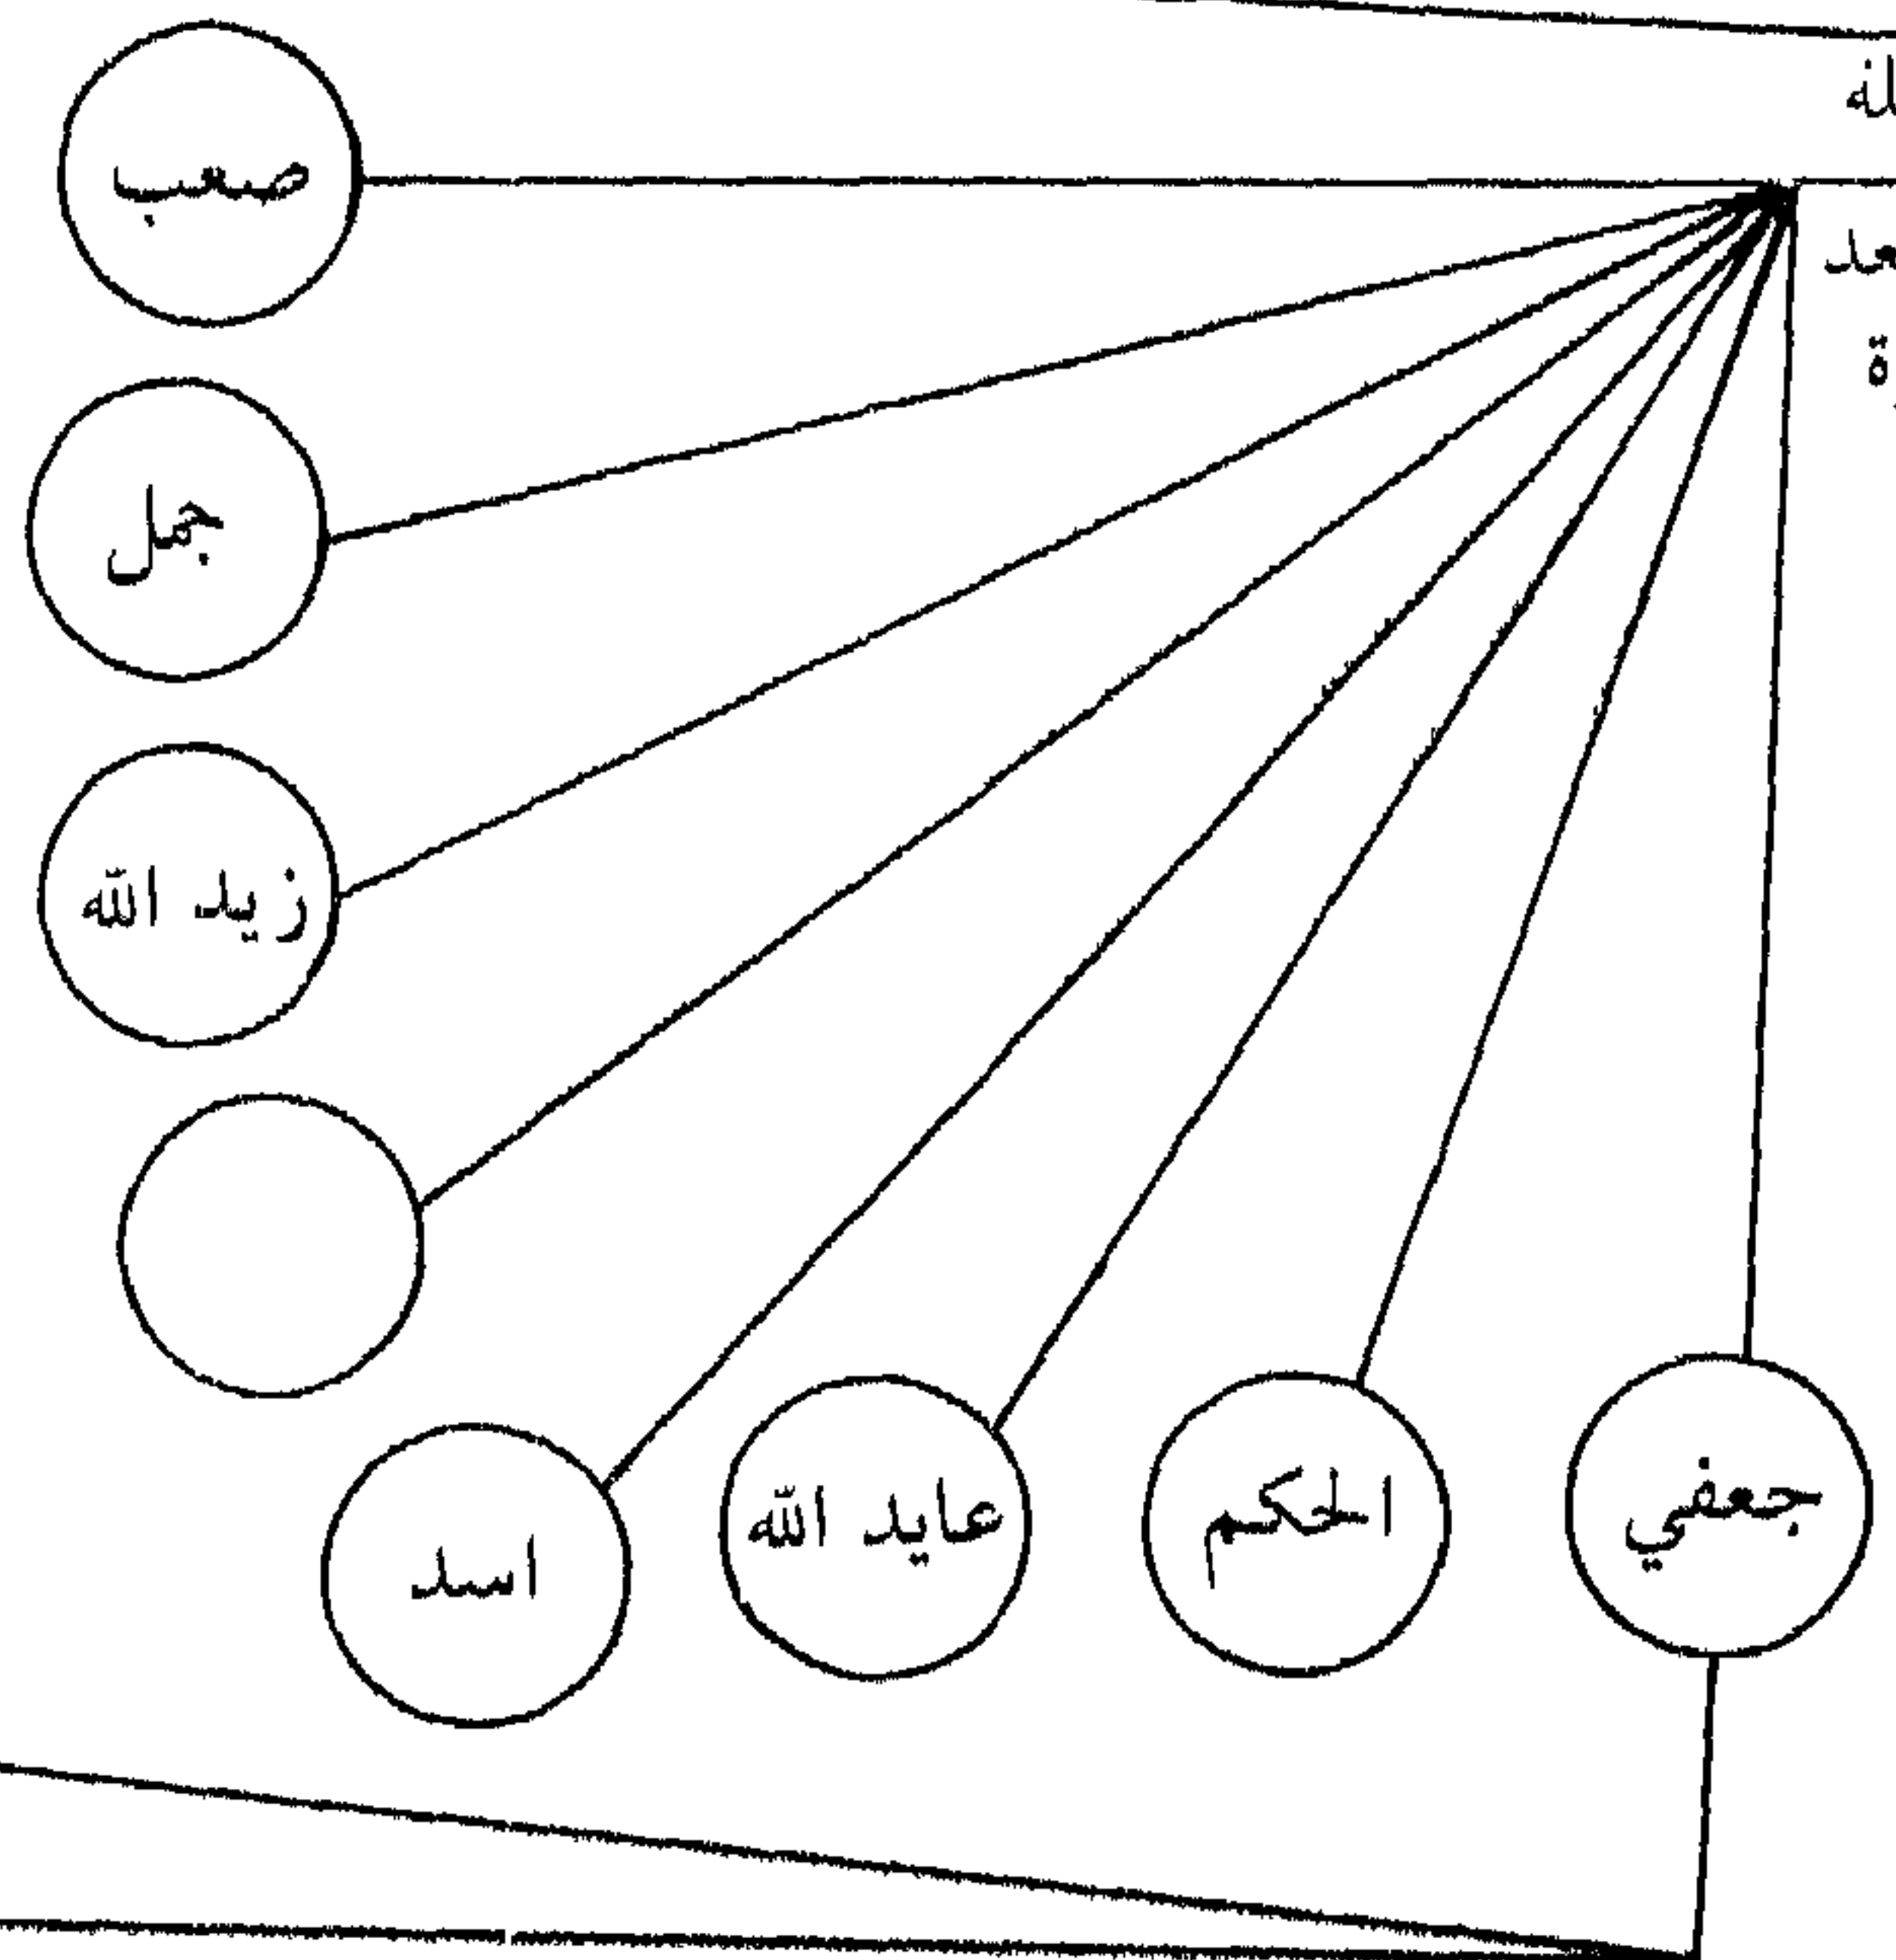 صعب
جمل
زيد الله
جعفي
الحكم
عايد الله
اسد